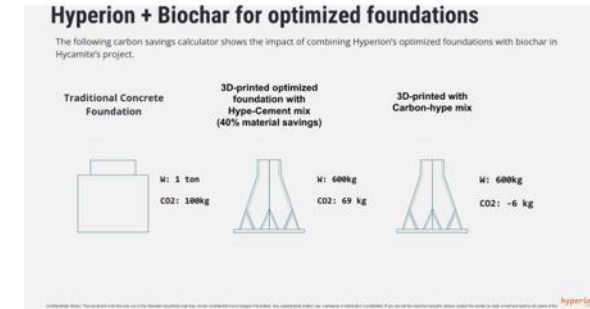 Hyperion + Biochar for optimized foundations
The following carbon savings calculator shows the impact of combining Hyperion's optimized foundations with biochar in
Hycamite's project.
Traditional Concrete
Foundation
W: 1 ton
CO2: 100kg
3D-printed optimized
foundation with
Hype-Cement mix
(40% material savings)
W: 600kg
CO2: 69 kg
3D-printed with
Carbon-hype mix
W: 600kg
CO2: -6 kg